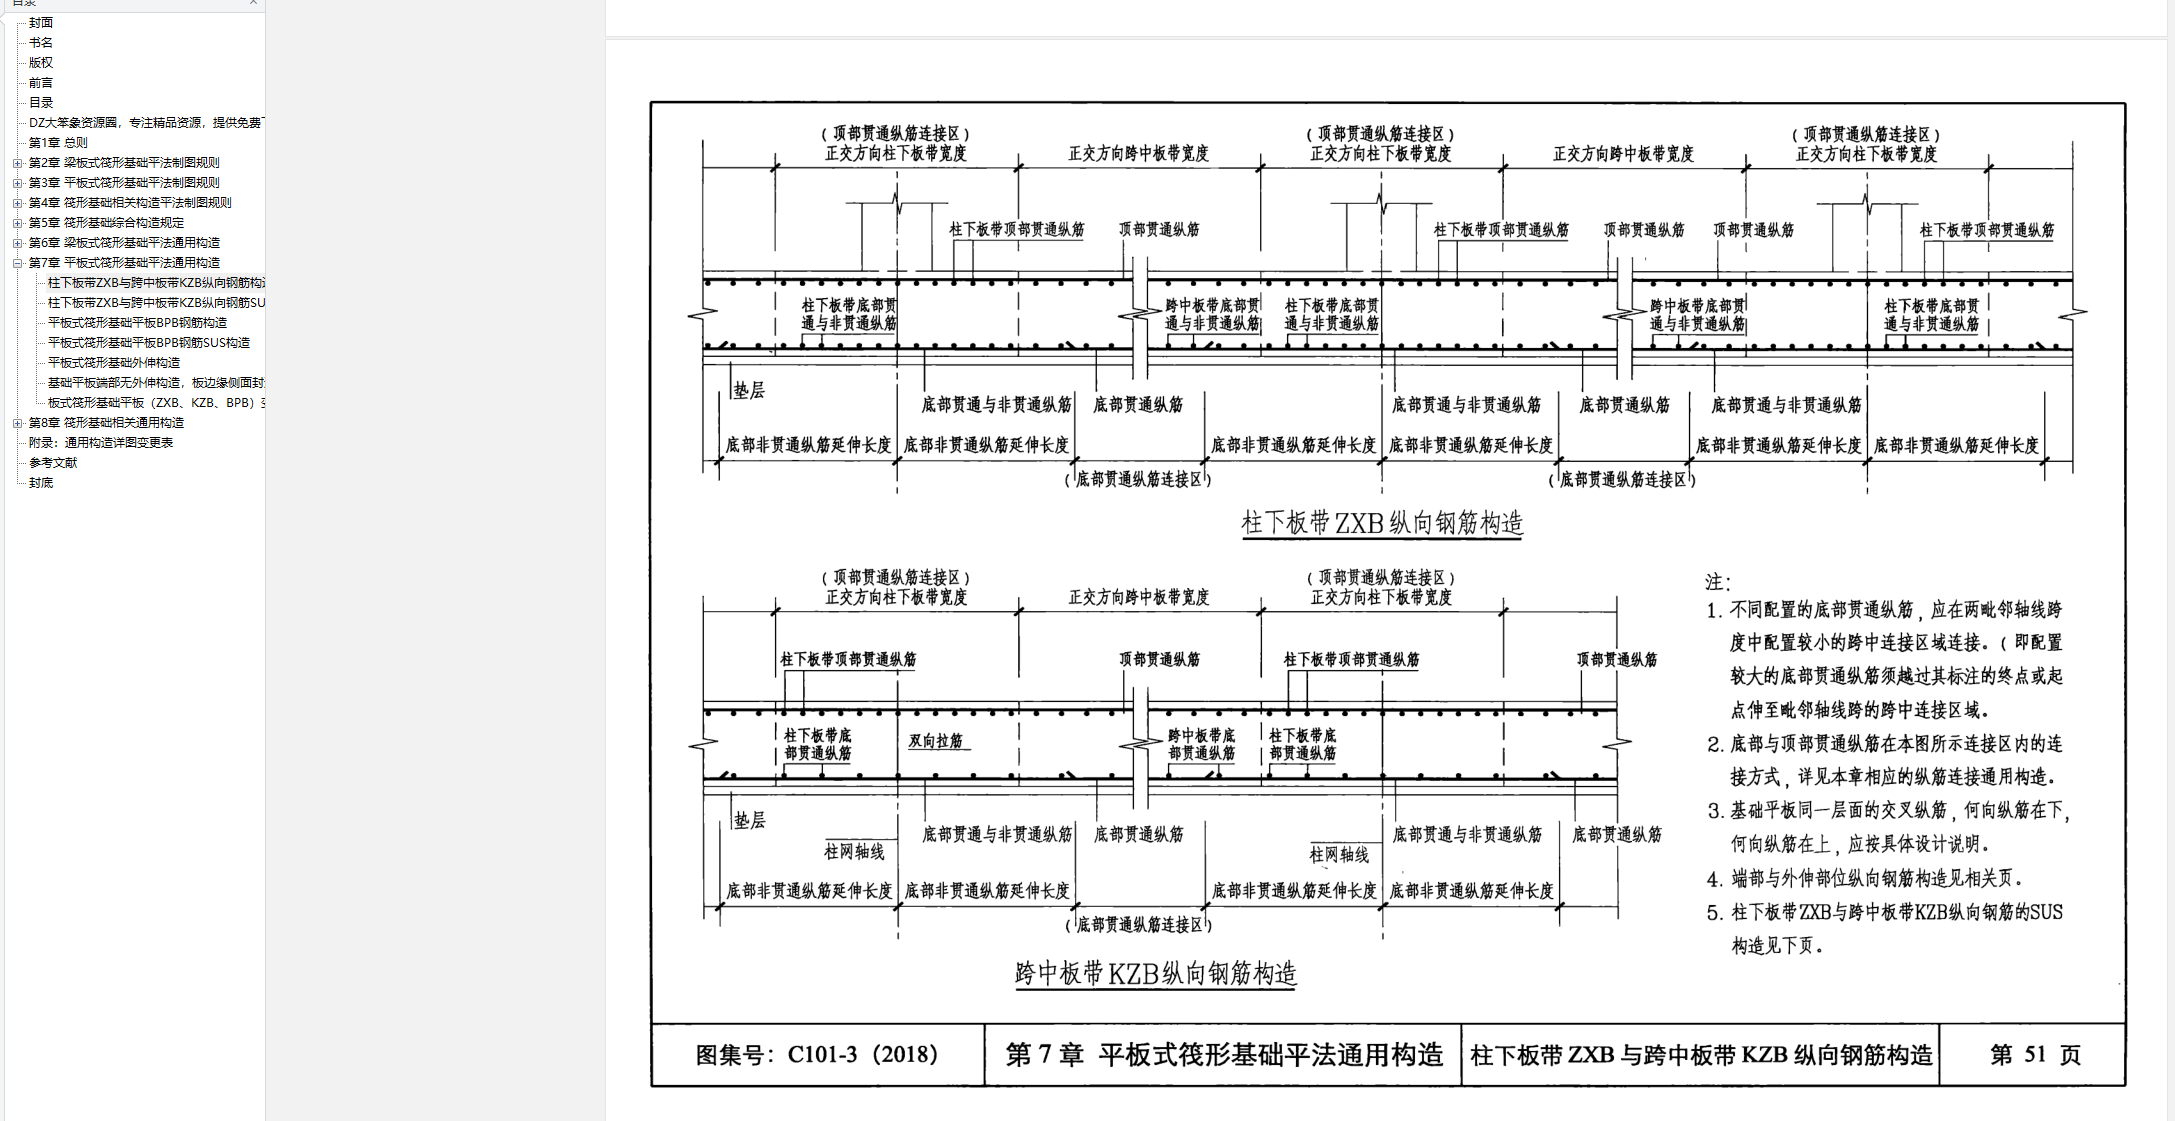 目录
封面
书名
版权
前言
目录
DZ大笨象资源圈，专注精品资源，提供免费
第1章 总则
第2章 梁板式筏形基础平法制图规则
第3章 平板式筏形基础平法制图规则
第4章 筏形基础相关构造平法制图规则
第5章 筏形基础综合构造规定
第6章 梁板式筏形基础平法通用构造
第7章 平板式筏形基础平法通用构造
柱下板带ZXB与跨中板带KZB纵向钢筋构
柱下板带ZXB与跨中板带KZB纵向钢筋SU
平板式筏形基础平板BPB钢筋构造
平板式筏形基础平板BPB钢筋SUS构造
平板式筏形基础外伸构造
基础平板端部无外伸构造，板边缘侧面封
板式筏形基础平板（ZXB、KZB、BPB）
第8章 筏形基础相关通用构造
附录：通用构造详图变更表
参考文献
封底
（顶部贯通纵筋连接区） （顶部贯通纵筋连接区） （顶部贯通纵筋连接区）
正交方向柱下板带宽度 正交方向跨中板带宽度 正交方向柱下板带宽度 正交方向跨中板带宽度 正交方向柱下板带宽度
柱下板带顶部贯通纵筋 顶部贯通纵筋 柱下板带顶部贯通纵筋 顶部贯通纵筋 顶部贯通纵筋 柱下板带顶部贯通纵筋
柱下板带底部贯 跨中板带底部贯 柱下板带底部贯 跨中板带底部贯 柱下板带底部贯
通与非贯通纵筋 通与非贯通纵筋 通与非贯通纵筋 通与非贯通纵筋 通与非贯通纵筋
垫层
底部贯通与非贯通纵筋 底部贯通纵筋 底部贯通与非贯通纵筋 底部贯通纵筋 底部贯通与非贯通纵筋
底部非贯通纵筋延伸长度 底部非贯通纵筋延伸长度 底部非贯通纵筋延伸长度 底部非贯通纵筋延伸长度 底部非贯通纵筋延伸长度 底部非贯通纵筋延伸长度
（底部贯通纵筋连接区） （底部贯通纵筋连接区）
柱下板带ZXB纵向钢筋构造
（顶部贯通纵筋连接区） （顶部贯通纵筋连接区）
正交方向柱下板带宽度 正交方向跨中板带宽度 正交方向柱下板带宽度
柱下板带顶部贯通纵筋 顶部贯通纵筋 柱下板带顶部贯通纵筋 顶部贯通纵筋
柱下板带底 双向拉筋 跨中板带底 柱下板带底
部贯通纵筋 部贯通纵筋 部贯通纵筋
垫层
底部贯通与非贯通纵筋 底部贯通纵筋 底部贯通与非贯通纵筋 底部贯通纵筋
柱网轴线 柱网轴线
底部非贯通纵筋延伸长度 底部非贯通纵筋延伸长度 底部非贯通纵筋延伸长度 底部非贯通纵筋延伸长度
（底部贯通纵筋连接区）
跨中板带KZB纵向钢筋构造
注：
1. 不同配置的底部贯通纵筋，应在两毗邻轴线跨
度中配置较小的跨中连接区域连接。（即配置
较大的底部贯通纵筋须越过其标注的终点或起
点伸至毗邻轴线跨的跨中连接区域。
2. 底部与顶部贯通纵筋在本图所示连接区内的连
接方式，详见本章相应的纵筋连接通用构造。
3. 基础平板同一层面的交叉纵筋，何向纵筋在下，
何向纵筋在上，应按具体设计说明。
4. 端部与外伸部位纵向钢筋构造见相关页。
5. 柱下板带ZXB与跨中板带KZB纵向钢筋的SUS
构造见下页。
图集号：C101-3（2018） 第 7 章 平板式筏形基础平法通用构造 柱下板带 ZXB 与跨中板带 KZB 纵向钢筋构造 第 51 页